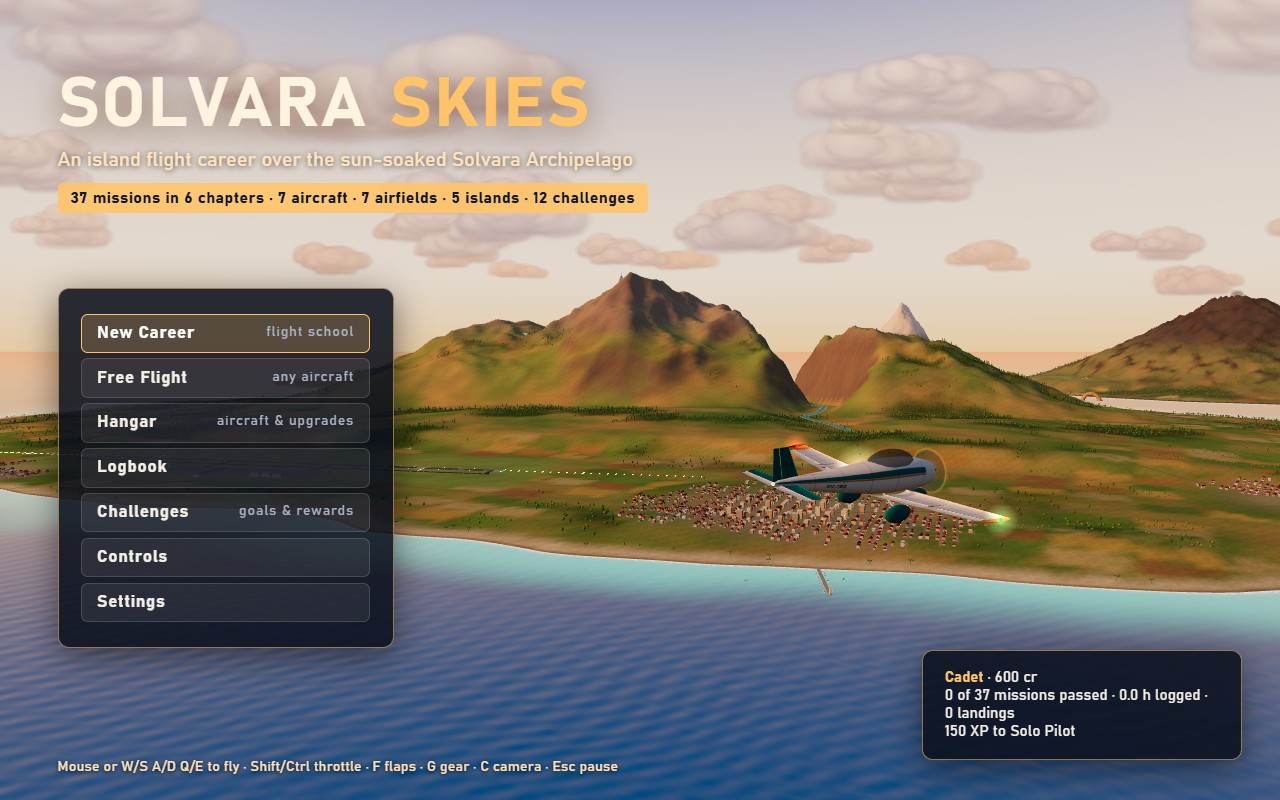 SOLVARA SKIES
An island flight career over the sun-soaked Solvara Archipelago
37 missions in 6 chapters · 7 aircraft · 7 airfields · 5 islands · 12 challenges
New Career flight school
Free Flight any aircraft
Hangar aircraft & upgrades
Logbook
Challenges goals & rewards
Controls
Settings
Cadet · 600 cr
0 of 37 missions passed · 0.0 h logged ·
0 landings
150 XP to Solo Pilot
Mouse or W/S A/D Q/E to fly · Shift/Ctrl throttle · F flaps · G gear · C camera · Esc pause